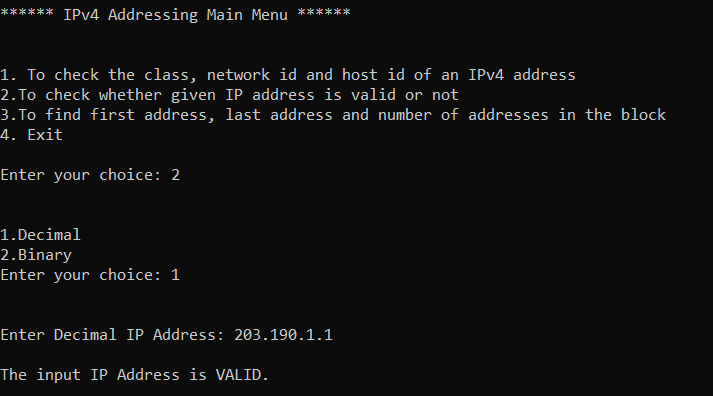 ****** IPv4 Addressing Main Menu ******
1. To check the class, network id and host id of an IPv4 address
2.To check whether given IP address is valid or not
3.To find first address, last address and number of addresses in the block
4. Exit
Enter your choice: 2
1.Decimal
2.Binary
Enter your choice: 1
Enter Decimal IP Address: 203.190.1.1
The input IP Address is VALID.